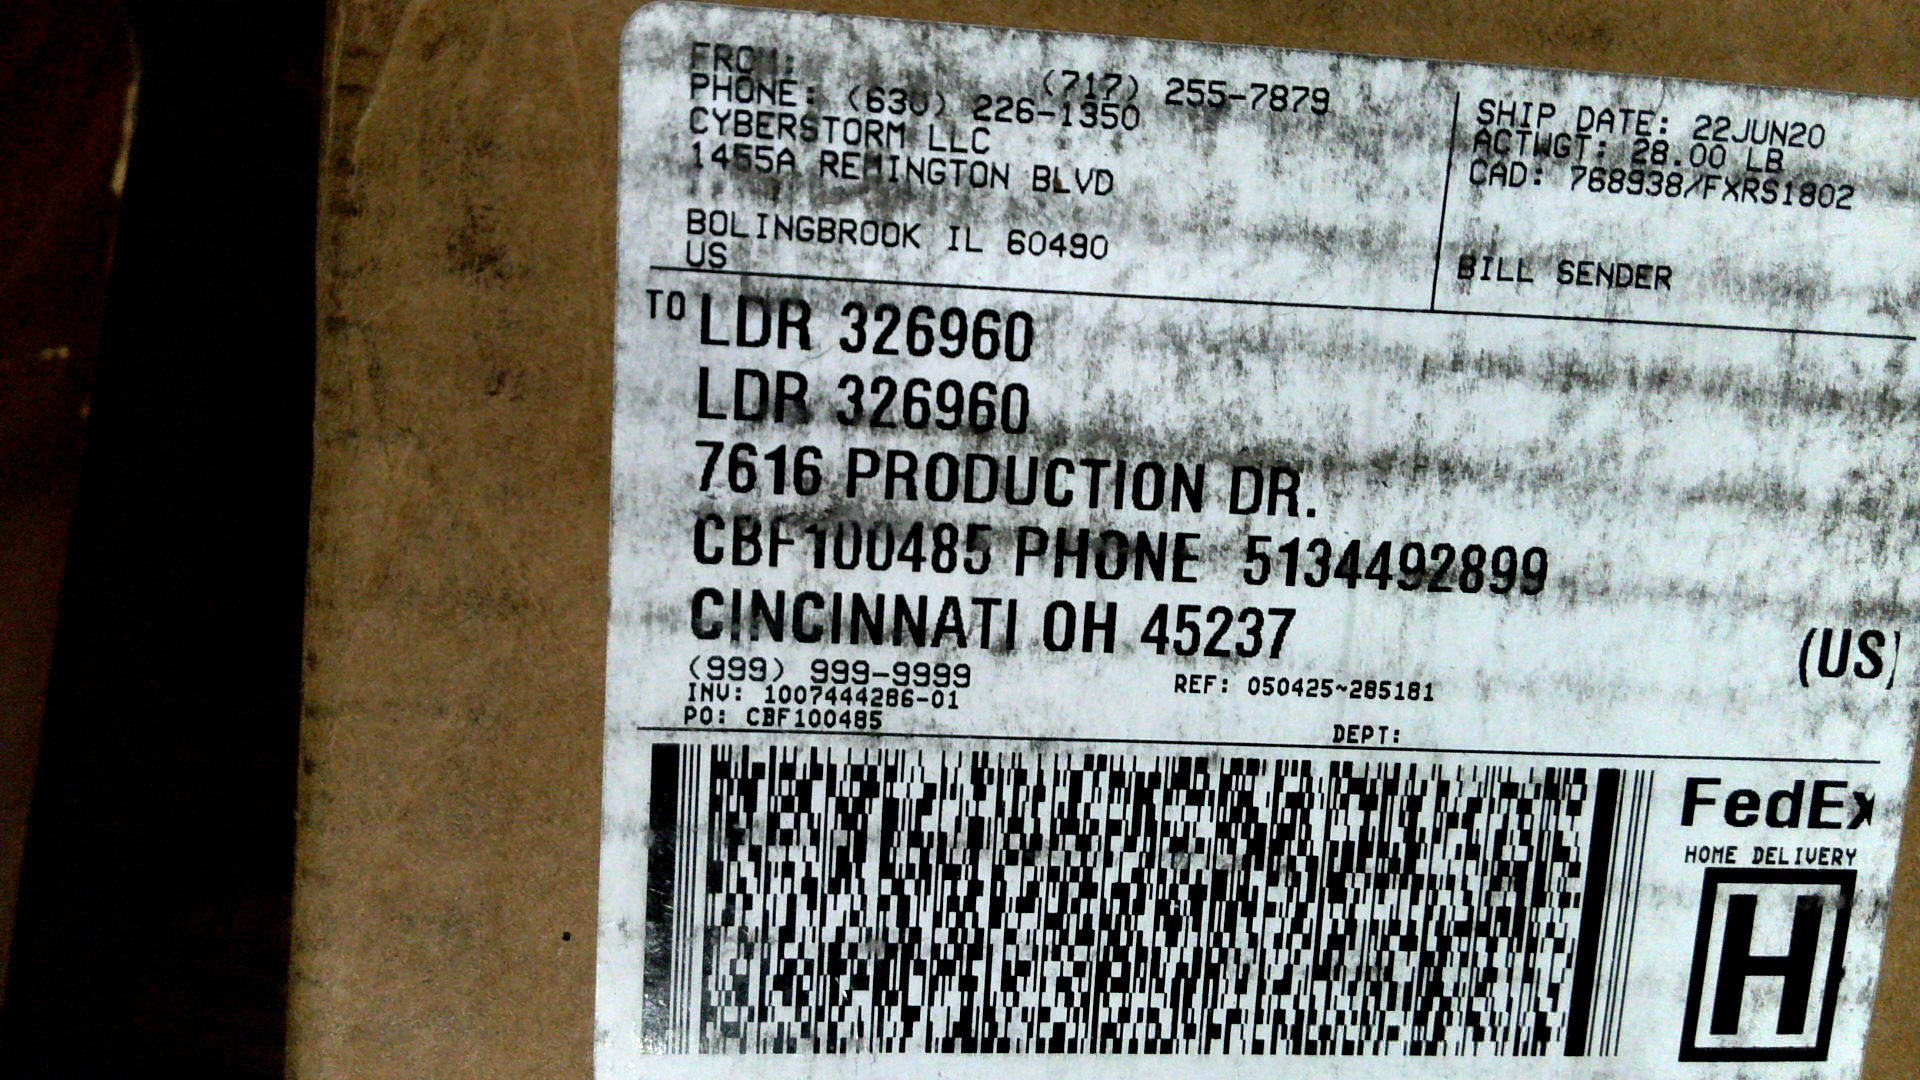 FROM:
(717) 255-7879
PHONE: (630) 226-1350
CYBERSTORM LLC
1455A REMINGTON BLVD
BOLINGBROOK IL 60490
US
SHIP DATE: 22JUN20
ACTWGT: 28.00 LB
CAD: 768938/FXRS1802
BILL SENDER
TO LDR 326960
LDR 326960
7616 PRODUCTION DR.
CBF100485 PHONE 5134492899
CINCINNATI OH 45237
(US)
(999) 999-9999
INV: 1007444286-01
REF: 050425~285181
PO: CBF100485
DEPT:
FedEx
HOME DELIVERY
H